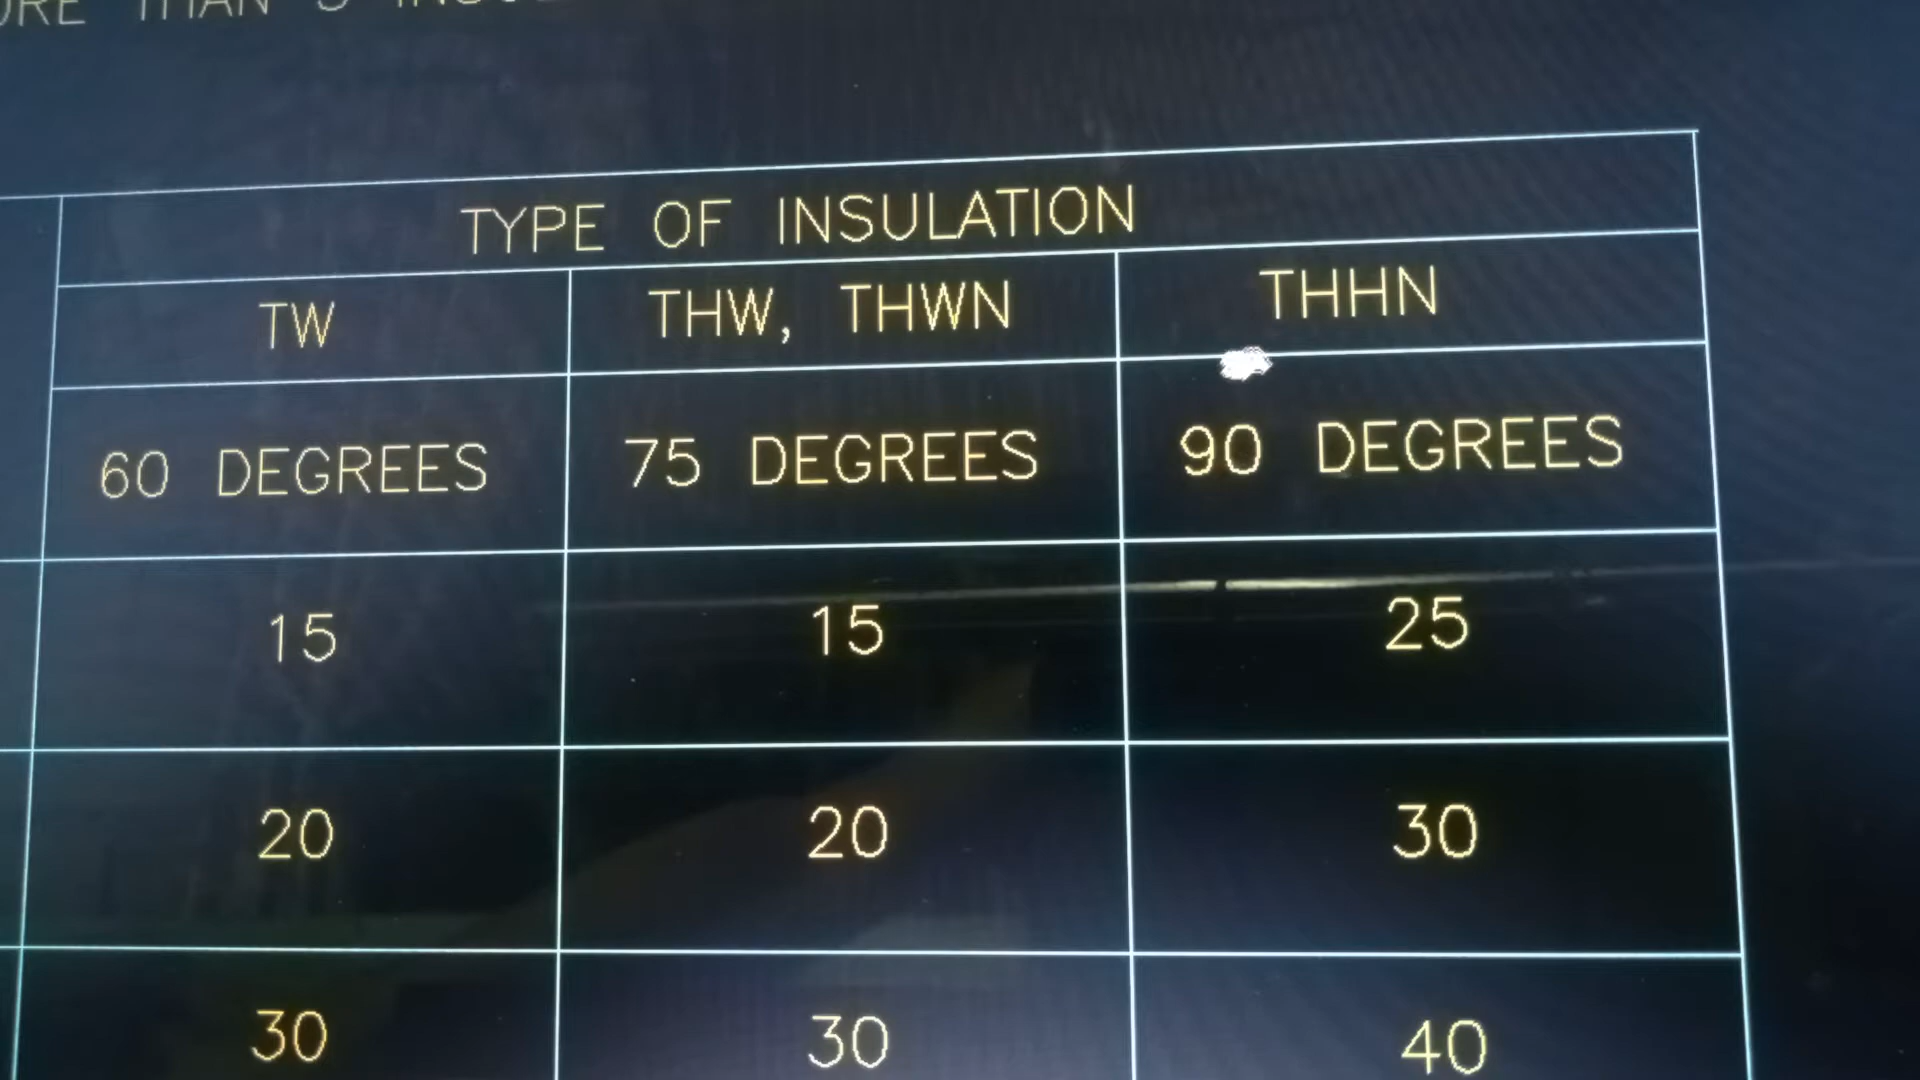 THAN
TYPE OF INSULATION
TW THW, THWN THHN
60 DEGREES 75 DEGREES 90 DEGREES
15 15 25
20 20 30
30 30 40